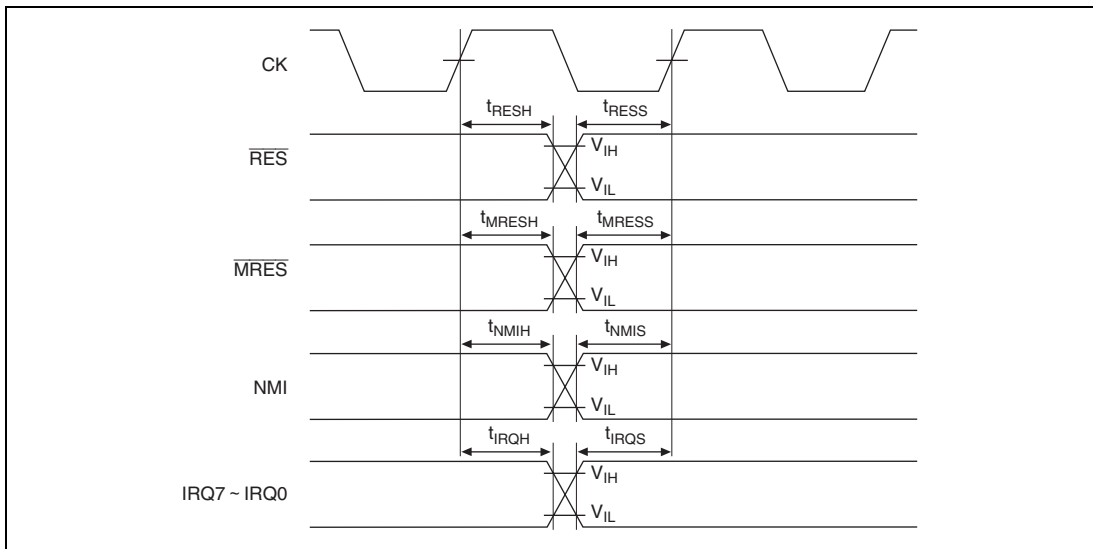 CK
tRESH tRESS
RES
VIH
VIL
tMRESH tMRESS
MRES
VIH
VIL
tNMIH tNMIS
NMI
VIH
VIL
tIRQH tIRQS
IRQ7 ~ IRQ0
VIH
VIL